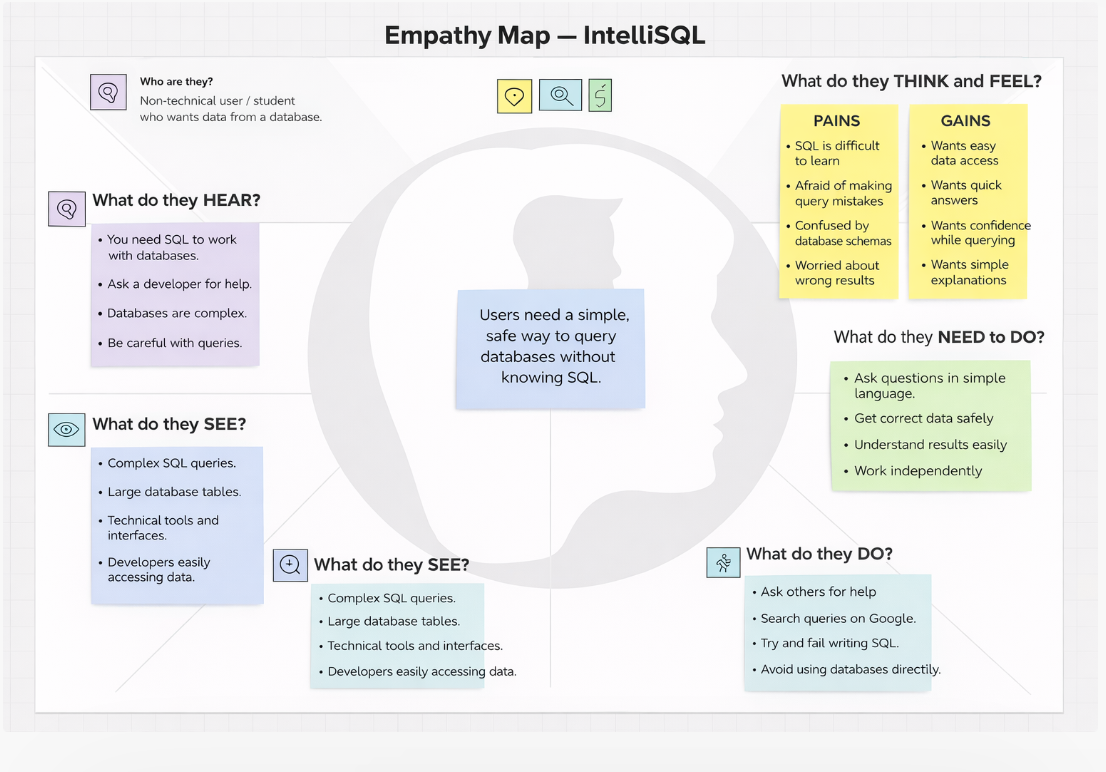 Empathy Map — IntelliSQL
Who are they?
Non-technical user / student
who wants data from a database.
What do they HEAR?
• You need SQL to work
with databases.
• Ask a developer for help.
• Databases are complex.
• Be careful with queries.
What do they SEE?
• Complex SQL queries.
• Large database tables.
• Technical tools and
interfaces.
• Developers easily
accessing data.
What do they SEE?
• Complex SQL queries.
• Large database tables.
• Technical tools and interfaces.
• Developers easily accessing data.
Users need a simple,
safe way to query
databases without
knowing SQL.
What do they THINK and FEEL?
PAINS
• SQL is difficult
to learn
• Afraid of making
query mistakes
• Confused by
database schemas
• Worried about
wrong results
GAINS
• Wants easy
data access
• Wants quick
answers
• Wants confidence
while querying
• Wants simple
explanations
What do they NEED to DO?
• Ask questions in simple
language.
• Get correct data safely
• Understand results easily
• Work independently
What do they DO?
• Ask others for help
• Search queries on Google.
• Try and fail writing SQL.
• Avoid using databases directly.